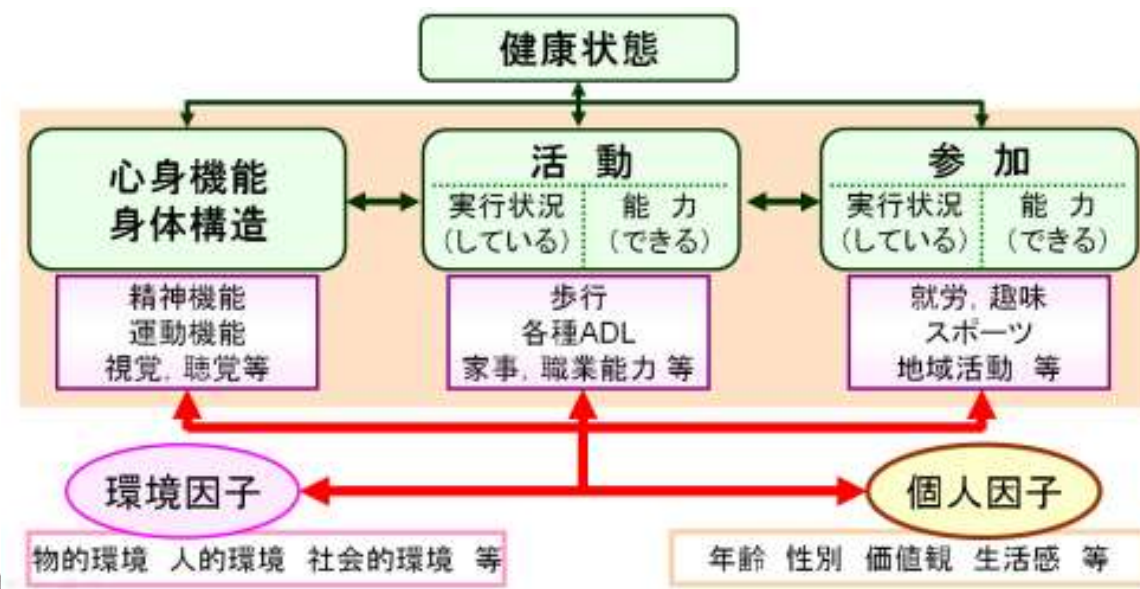 健康状態
心身機能
身体構造
活 動
実行状況
(している)
能 力
(できる)
参 加
実行状況
(している)
能 力
(できる)
精神機能
運動機能
視覚, 聴覚等
歩行
各種ADL
家事, 職業能力 等
就労, 趣味
スポーツ
地域活動 等
環境因子
個人因子
物的環境 人的環境 社会的環境 等
年齢 性別 価値観 生活感 等